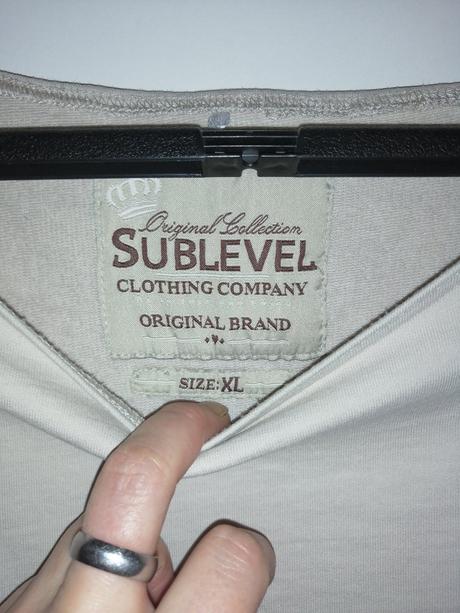 Original Collection
SUBLEVEL
CLOTHING COMPANY
ORIGINAL BRAND
SIZE: XL